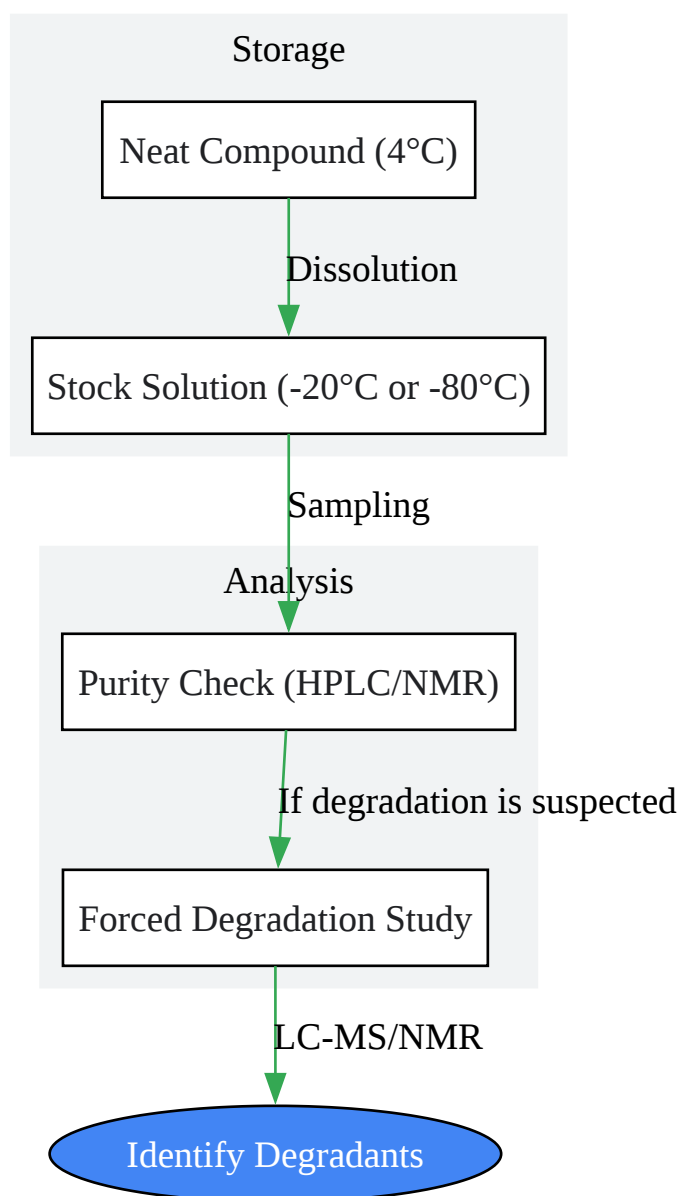 Storage
Neat Compound (4°C)
Dissolution
Stock Solution (-20°C or -80°C)
Sampling
Analysis
Purity Check (HPLC/NMR)
If degradation is suspected
Forced Degradation Study
LC-MS/NMR
Identify Degradants